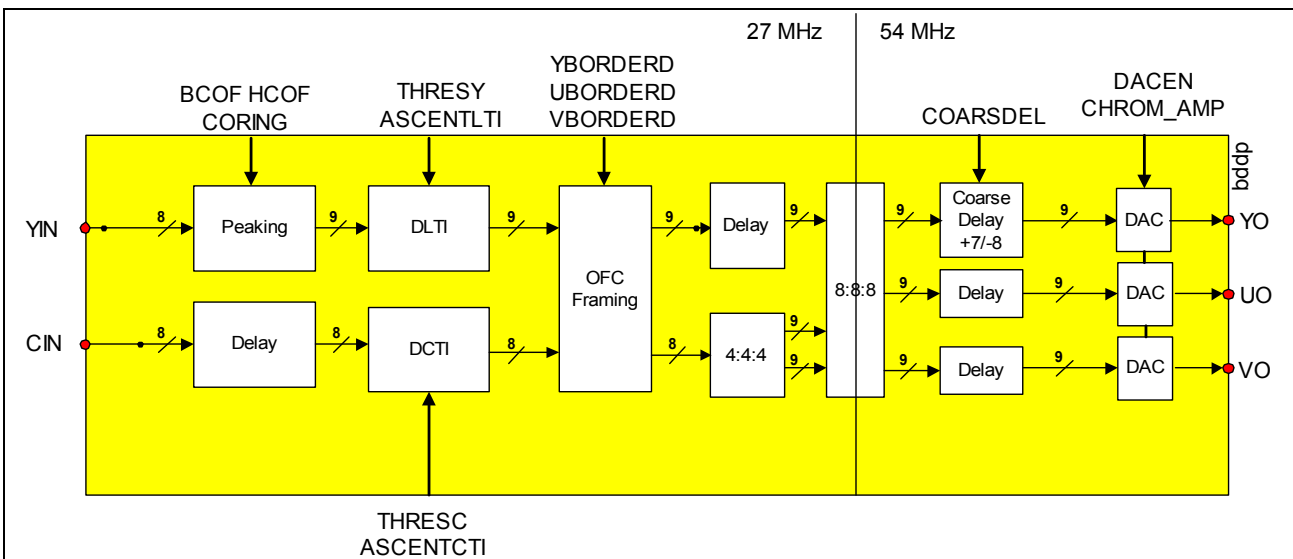 27 MHz
54 MHz
BCOF HCOF
CORING
THRESY
ASCENTLTI
YBORDERD
UBORDERD
VBORDERD
COARSDEL
DACEN
CHROM_AMP
bddp
YIN
8
Peaking
9
DLTI
9
OFC
Framing
9
Delay
9
8:8:8
9
Coarse
Delay
+7/-8
9
DAC
YO
9
Delay
9
DAC
UO
CIN
8
Delay
8
DCTI
8
8
4:4:4
9
9
9
Delay
9
DAC
VO
THRESC
ASCENTCTI